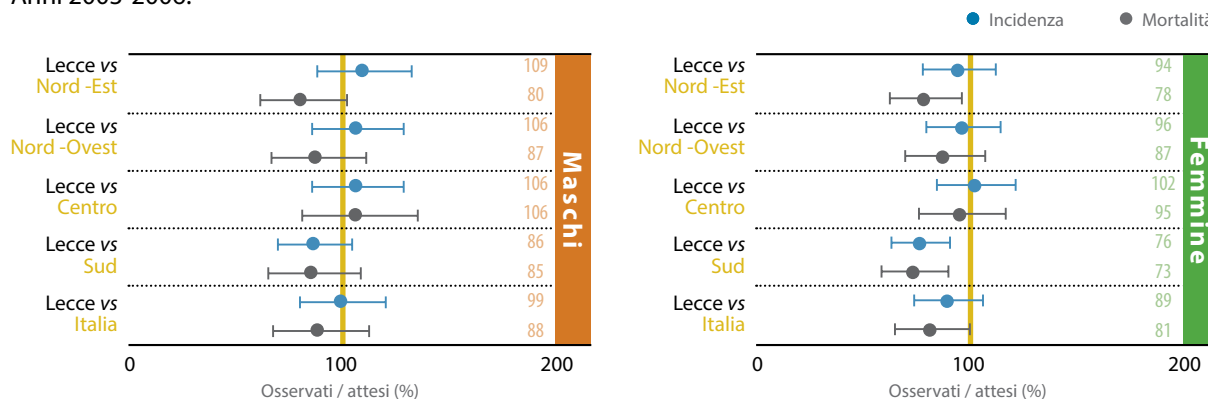 Anni 2003-2006.
Incidenza Mortalità
Lecce vs
Nord -Est
109
80
Lecce vs
Nord -Ovest
106
87
Lecce vs
Centro
106
106
Lecce vs
Sud
86
85
Lecce vs
Italia
99
88
Maschi
0 100 200
Osservati / attesi (%)
Lecce vs
Nord -Est
94
78
Lecce vs
Nord -Ovest
96
87
Lecce vs
Centro
102
95
Lecce vs
Sud
76
73
Lecce vs
Italia
89
81
Femmine
0 100 200
Osservati / attesi (%)